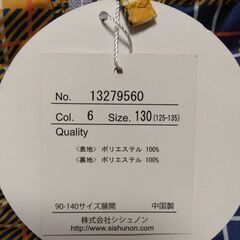 No. 13279560
Col. 6 Size. 130 (125-135)
Quality
<表地> ポリエステル 100%
<裏地> ポリエステル 100%
90-140サイズ展開 中国製
株式会社シシュノン
www.sishunon.com